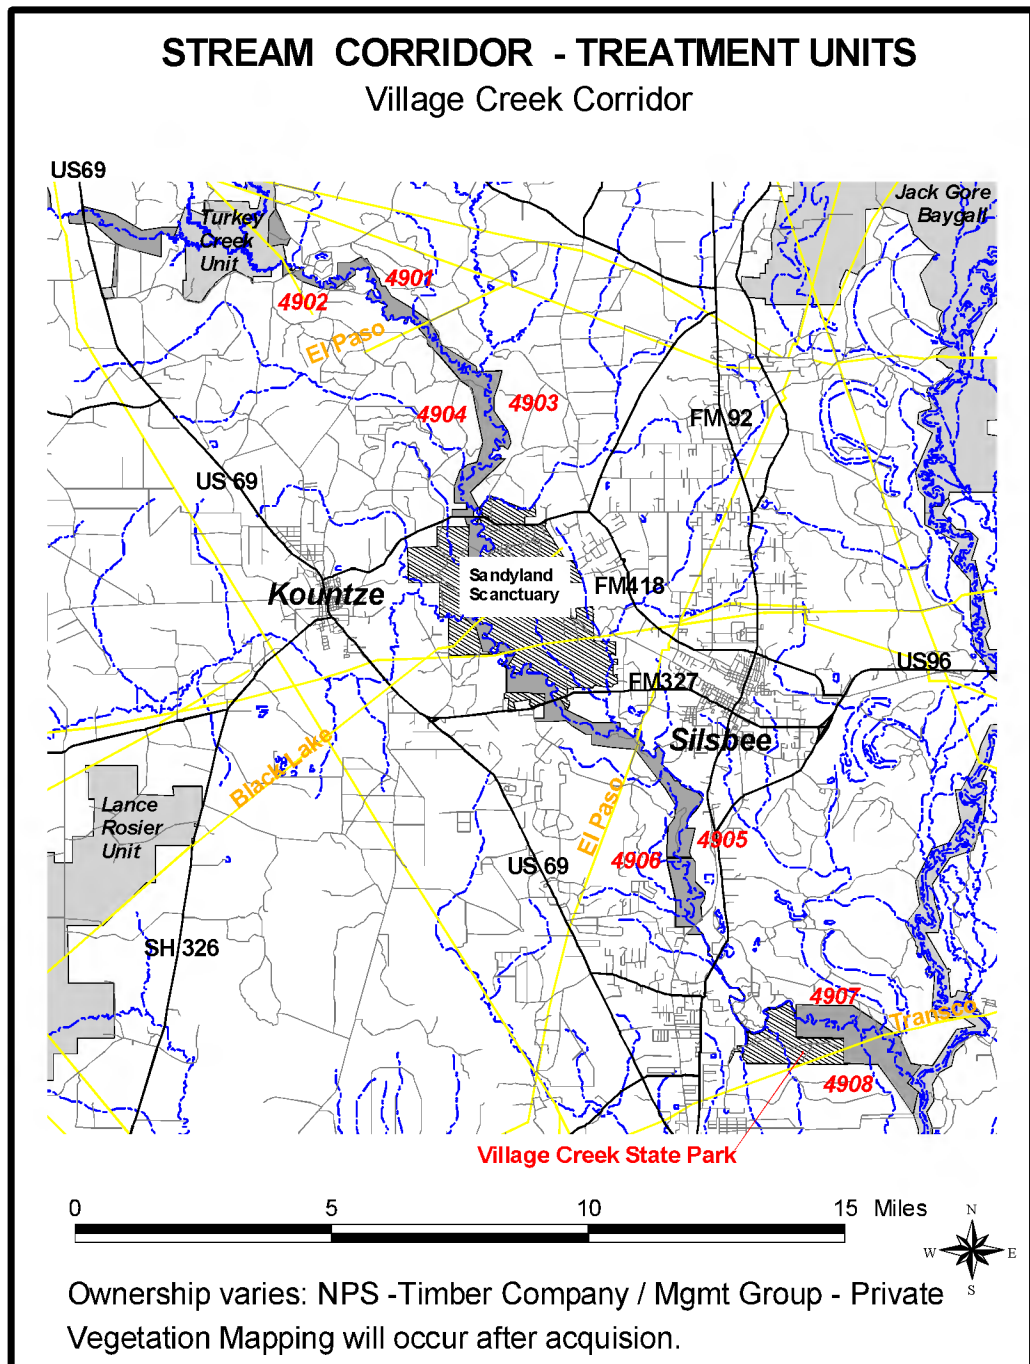 STREAM CORRIDOR - TREATMENT UNITS
Village Creek Corridor
US69
Jack Gore
Baygall
Turkey
Creek
Unit
4901
4902
El Paso
4903
4904
FM 92
US 69
Sandyland
Scanctuary
FM418
Kountze
US96
FM327
Silsbee
Black Lake
Lance
Rosier
Unit
El Paso
4905
4906
US 69
SH 326
4907
Transco
4908
Village Creek State Park
0 5 10 15 Miles
N
W E
S
Ownership varies: NPS -Timber Company / Mgmt Group - Private
Vegetation Mapping will occur after acquision.